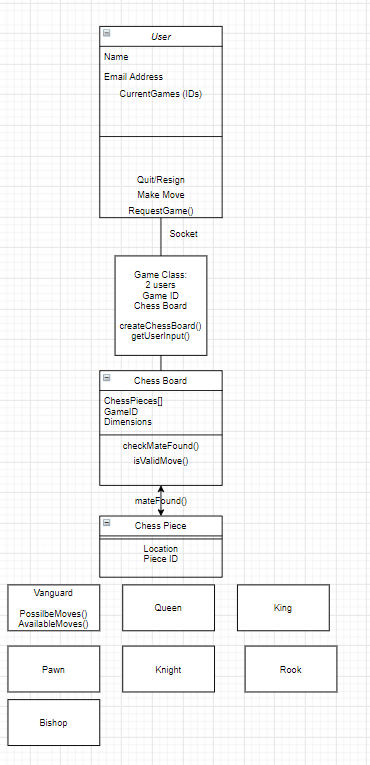 User
Name
Email Address
CurrentGames (IDs)
Quit/Resign
Make Move
RequestGame()
Socket
Game Class:
2 users
Game ID
Chess Board
createChessBoard()
getUserInput()
Chess Board
ChessPieces[]
GameID
Dimensions
checkMateFound()
isValidMove()
mateFound()
Chess Piece
Location
Piece ID
Vanguard
PossilbeMoves()
AvailableMoves()
Queen
King
Pawn
Knight
Rook
Bishop